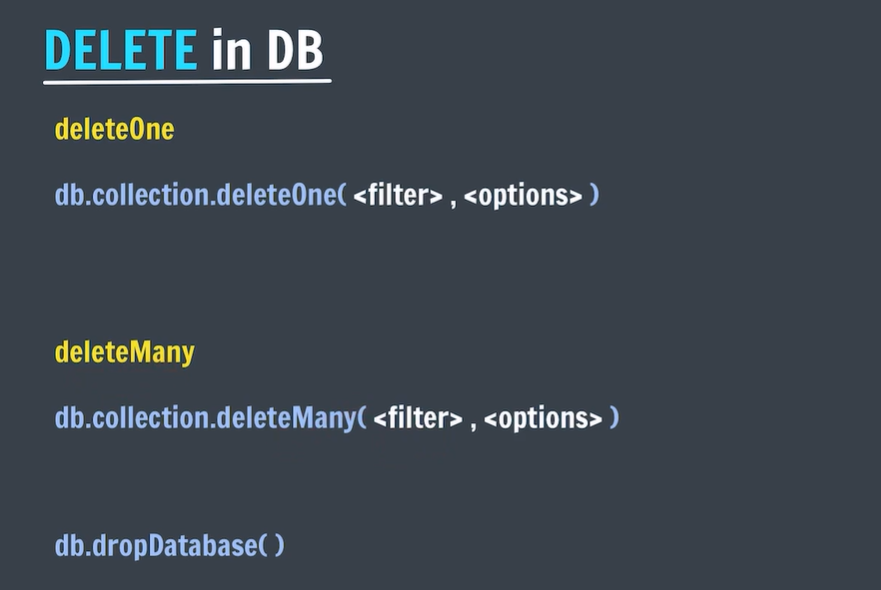 DELETE in DB
deleteOne
db.collection.deleteOne( <filter> , <options> )
deleteMany
db.collection.deleteMany( <filter> , <options> )
db.dropDatabase( )